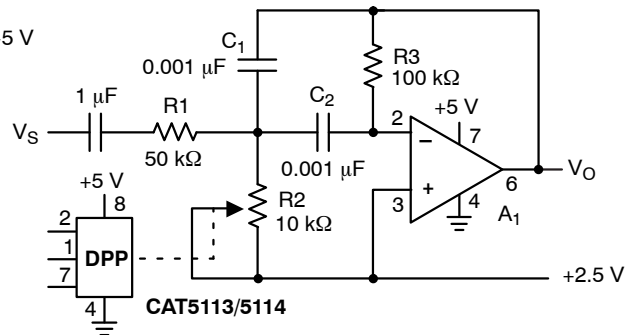 5 V
C1
0.001 µF
R3
100 kΩ
1 µF
R1
C2
+5 V
VS
50 kΩ
0.001 µF
2
–
7
+
3
6
4
VO
A1
+5 V
8
R2
10 kΩ
2
1
7
DPP
4
CAT5113/5114
+2.5 V